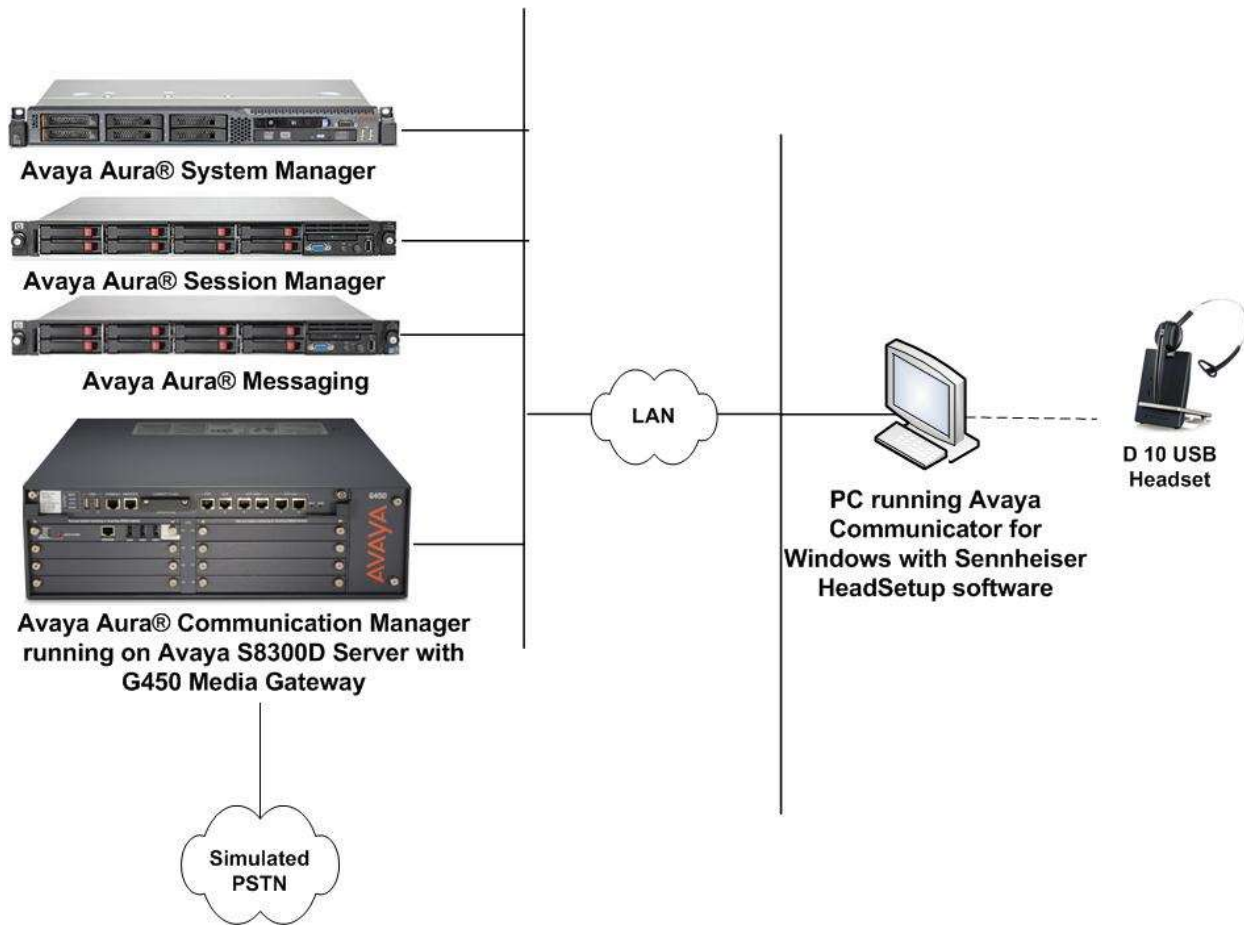 Avaya Aura® System Manager
Avaya Aura® Session Manager
Avaya Aura® Messaging
G450
AVAYA
Avaya Aura® Communication Manager
running on Avaya S8300D Server with
G450 Media Gateway
Simulated
PSTN
LAN
PC running Avaya
Communicator for
Windows with Sennheiser
HeadSetup software
D 10 USB
Headset